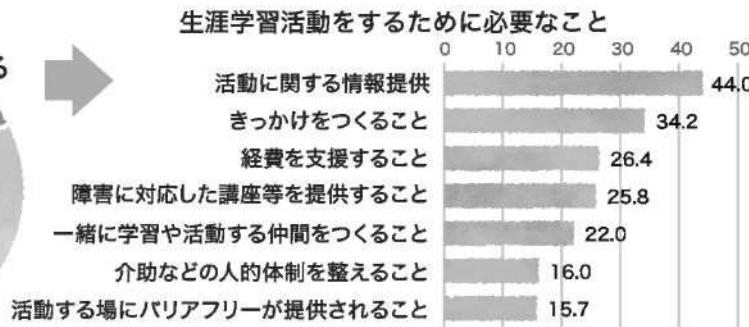 生涯学習活動をするために必要なこと
0 10 20 30 40 50
活動に関する情報提供 44.0
きっかけをつくること 34.2
経費を支援すること 26.4
障害に対応した講座等を提供すること 25.8
一緒に学習や活動する仲間をつくること 22.0
介助などの人的体制を整えること 16.0
活動する場にバリアフリーが提供されること 15.7